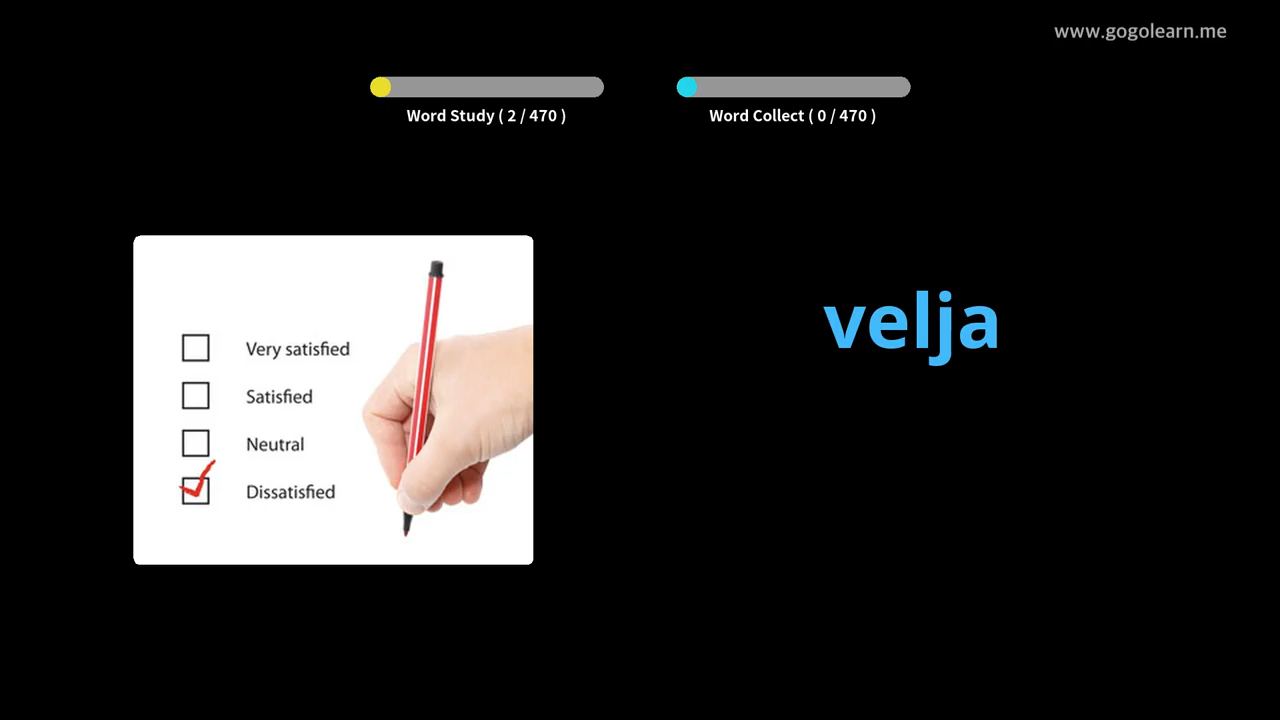 www.gogolearn.me
Word Study ( 2 / 470 )
Word Collect ( 0 / 470 )
velja
Very satisfied
Satisfied
Neutral
Dissatisfied